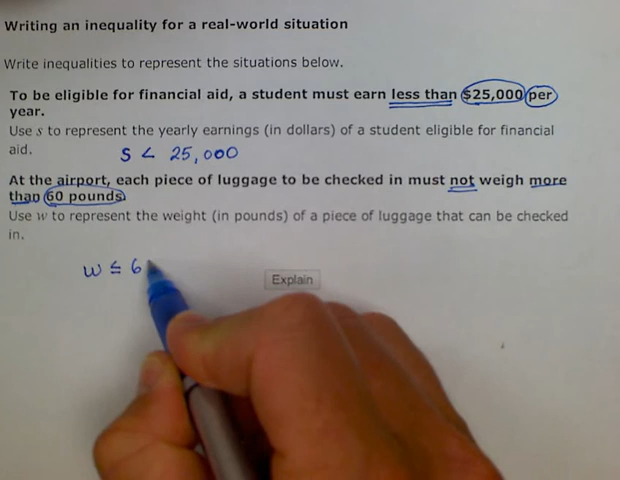 Writing an inequality for a real-world situation
Write inequalities to represent the situations below.
To be eligible for financial aid, a student must earn less than $25,000 per
year.
Use s to represent the yearly earnings (in dollars) of a student eligible for financial
aid.
S < 25,000
At the airport, each piece of luggage to be checked in must not weigh more
than 60 pounds.
Use w to represent the weight (in pounds) of a piece of luggage that can be checked
in.
w ≤ 6
Explain